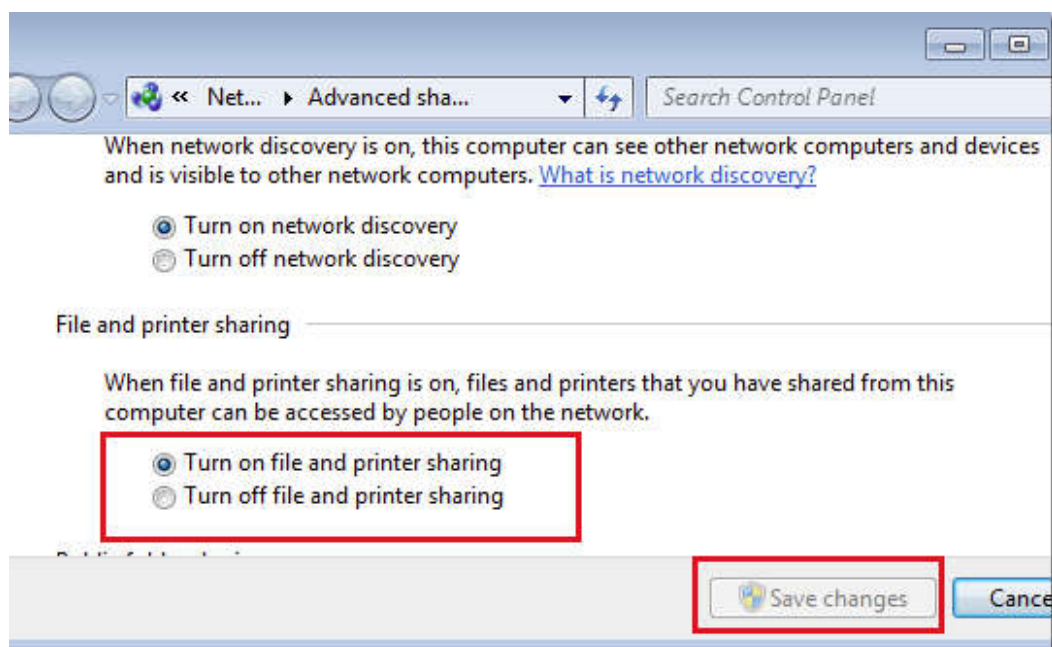 « Net... ▸ Advanced sha...
Search Control Panel
When network discovery is on, this computer can see other network computers and devices
and is visible to other network computers. What is network discovery?
Turn on network discovery
Turn off network discovery
File and printer sharing
When file and printer sharing is on, files and printers that you have shared from this
computer can be accessed by people on the network.
Turn on file and printer sharing
Turn off file and printer sharing
Save changes
Cance